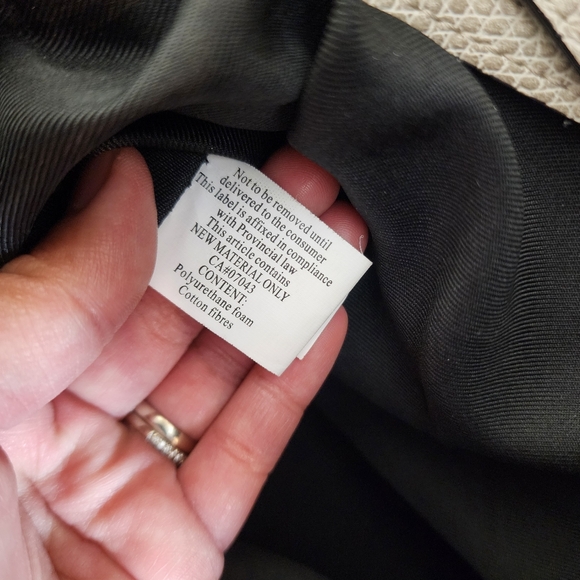 Not to be removed until
delivered to the consumer
This label is affixed in compliance
with Provincial law
This article contains
NEW MATERIAL ONLY
CA#07043
CONTENT:
Polyurethane foam
Cotton fibres